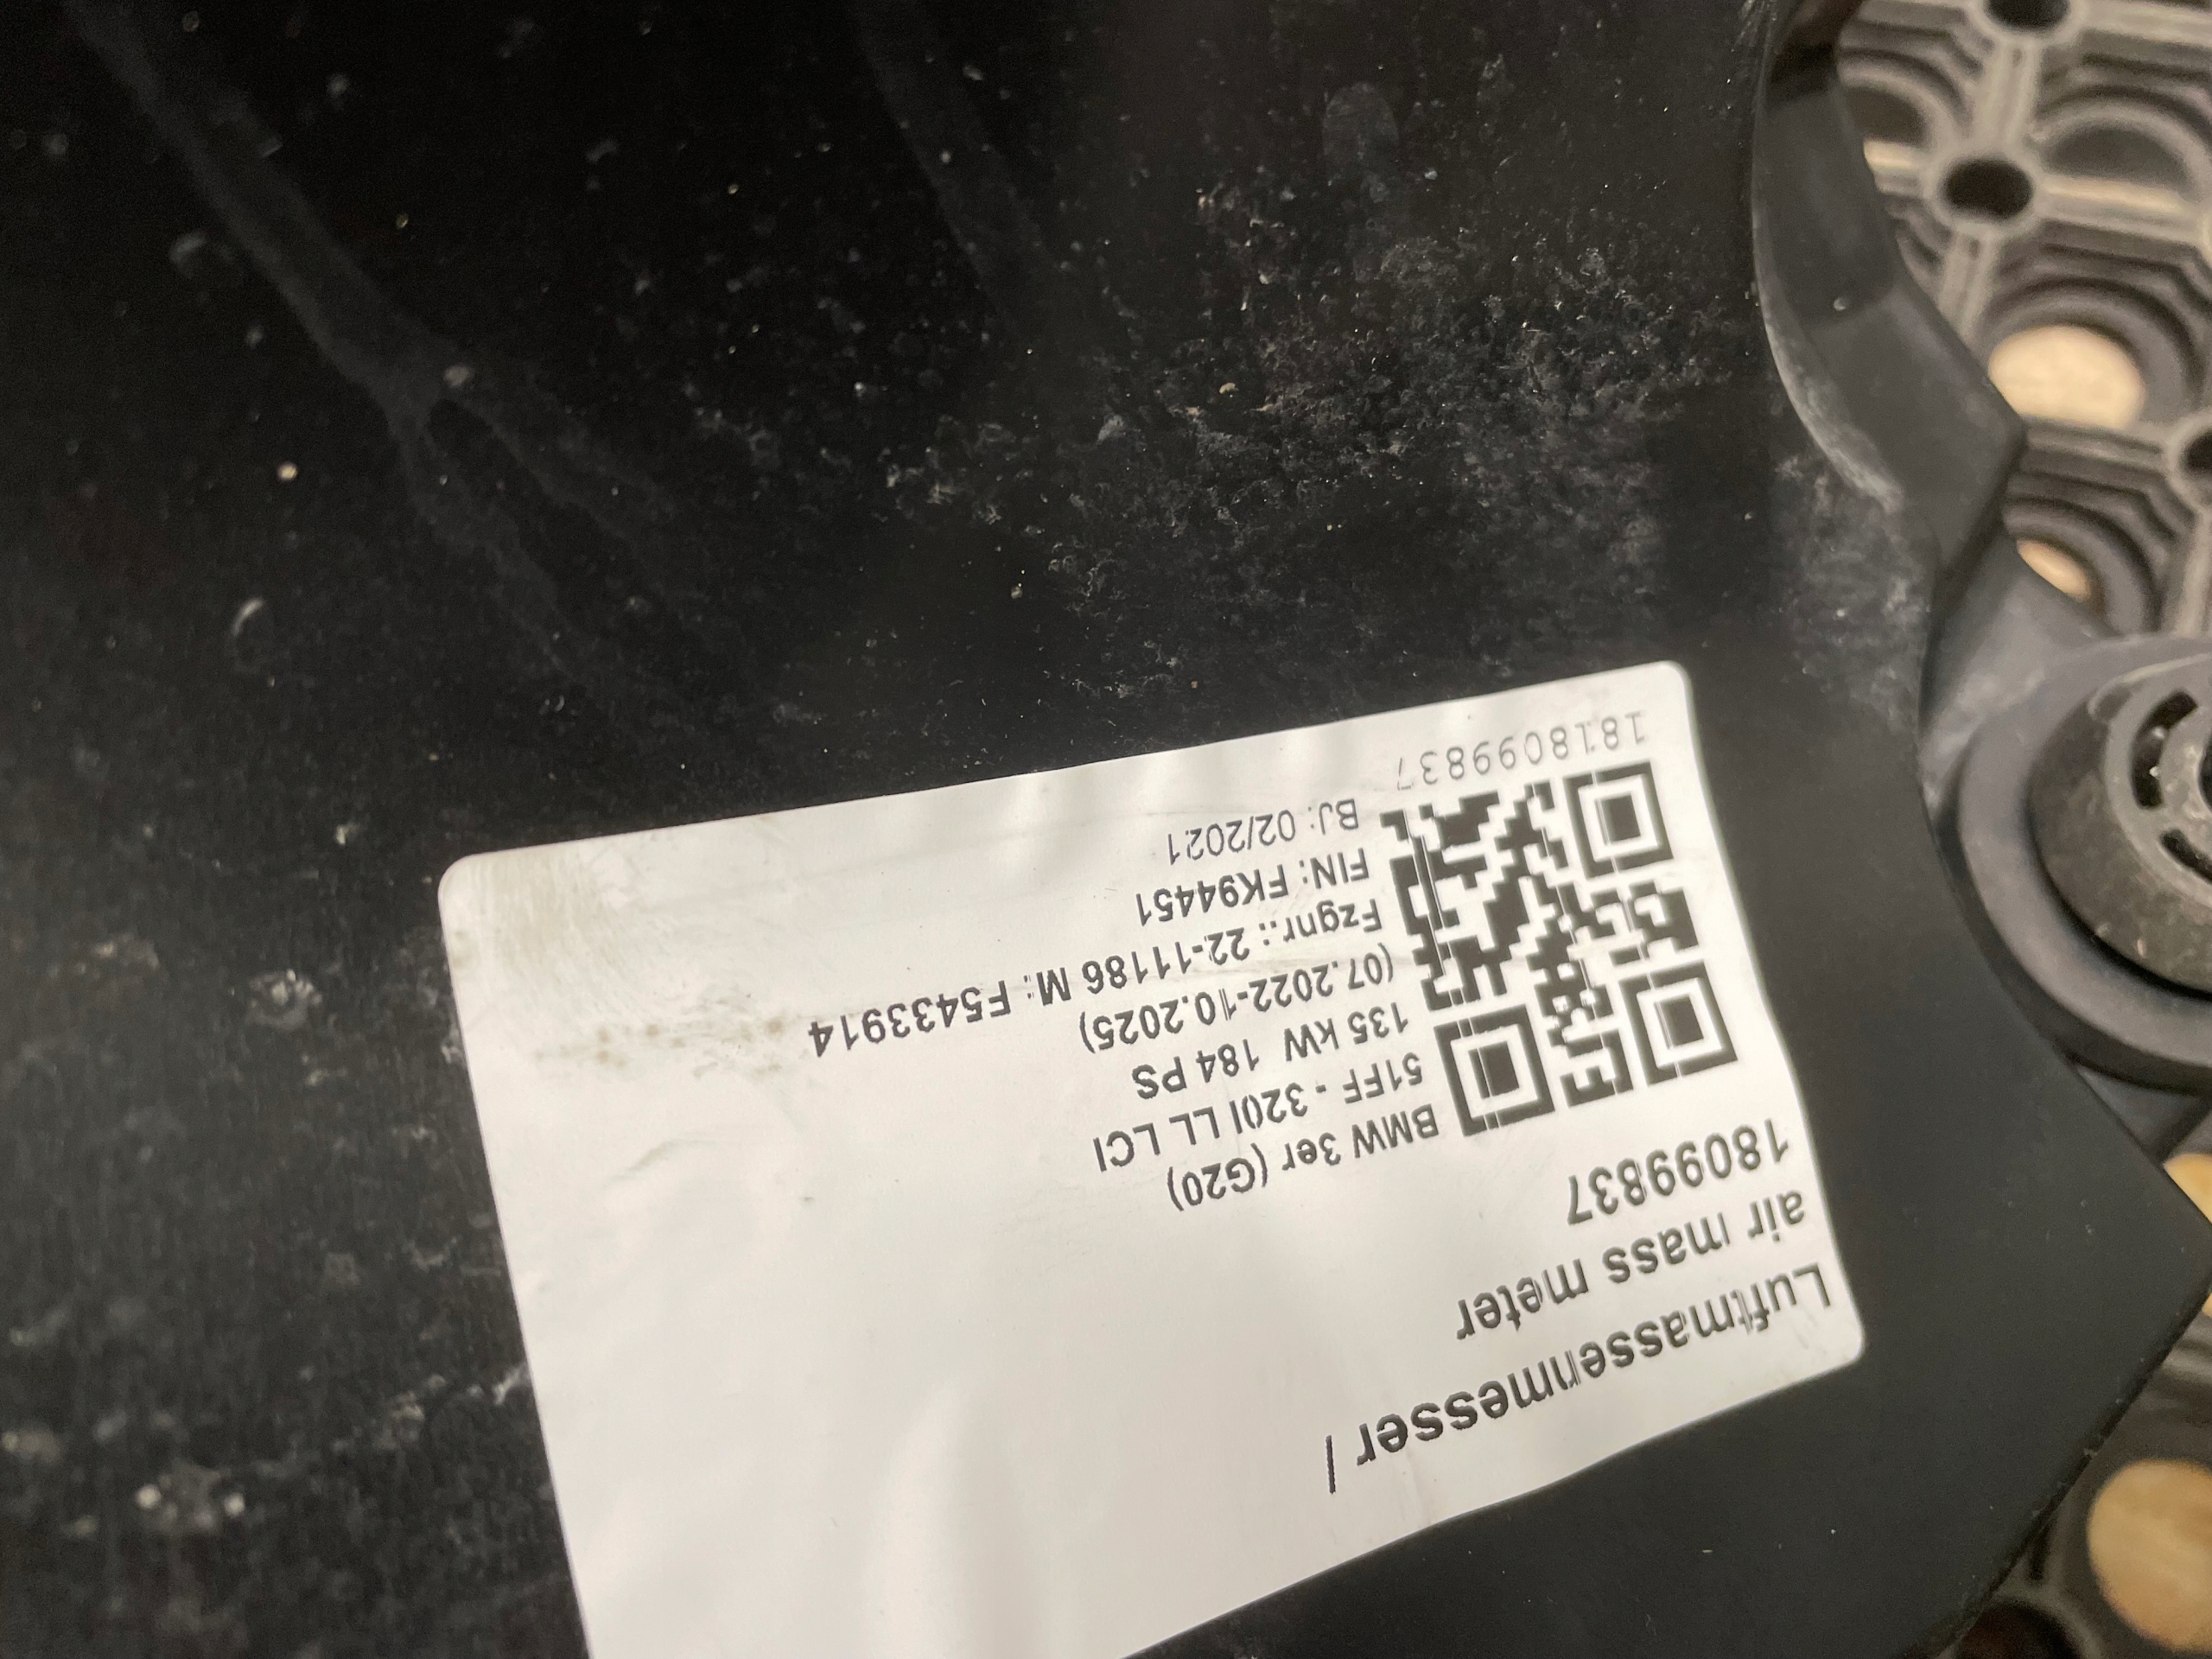 Luftmassenmesser /
air mass meter
18099837
BMW 3er (G20)
51FF - 320I LL LCI
135 kW 184 PS
(07.2022-10.2025)
Fzgnr.: 22-11186 M: F5433914
FIN: FK94451
BJ: 02/2021
1818099837